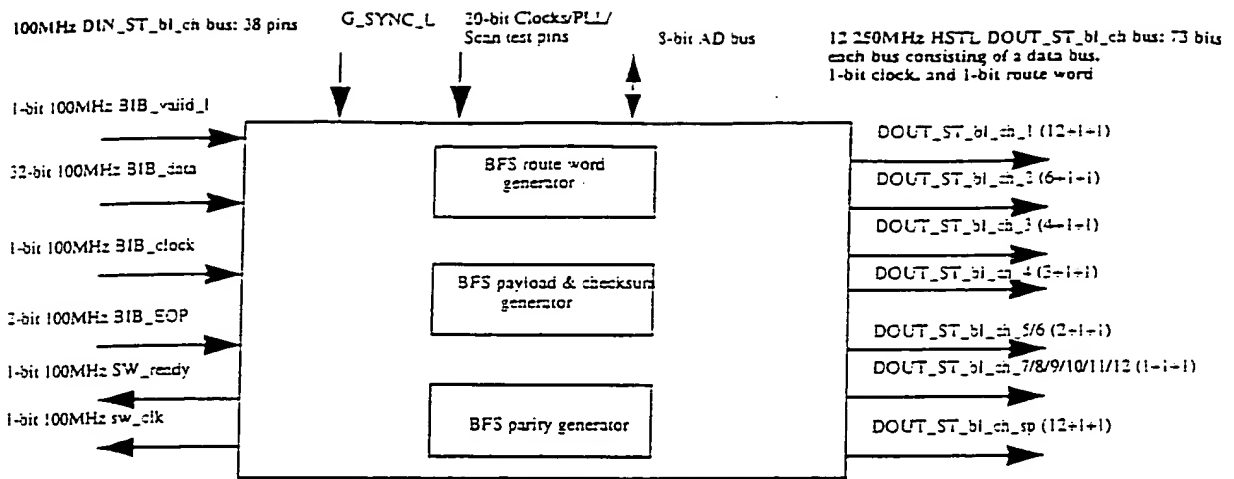 100MHz DIN_ST_bl_ch bus: 38 pins
G_SYNC_L
20-bit Clocks/PLL/
Scan test pins
8-bit AD bus
12 250MHz HSTL DOUT_ST_bl_ch bus: 73 bits
each bus consisting of a data bus,
1-bit clock, and 1-bit route word
1-bit 100MHz BIB_valid_l
32-bit 100MHz BIB_data
1-bit 100MHz BIB_clock
2-bit 100MHz BIB_EOP
1-bit 100MHz SW_ready
1-bit 100MHz sw_clk
BFS route word
generator
BFS payload & checksum
generator
BFS parity generator
DOUT_ST_bl_ch_1 (12+1+1)
DOUT_ST_bl_ch_2 (6+1+1)
DOUT_ST_bl_ch_3 (4+1+1)
DOUT_ST_bl_ch_4 (3+1+1)
DOUT_ST_bl_ch_5/6 (2+1+1)
DOUT_ST_bl_ch_7/8/9/10/11/12 (1+1+1)
DOUT_ST_bl_ch_sp (12+1+1)